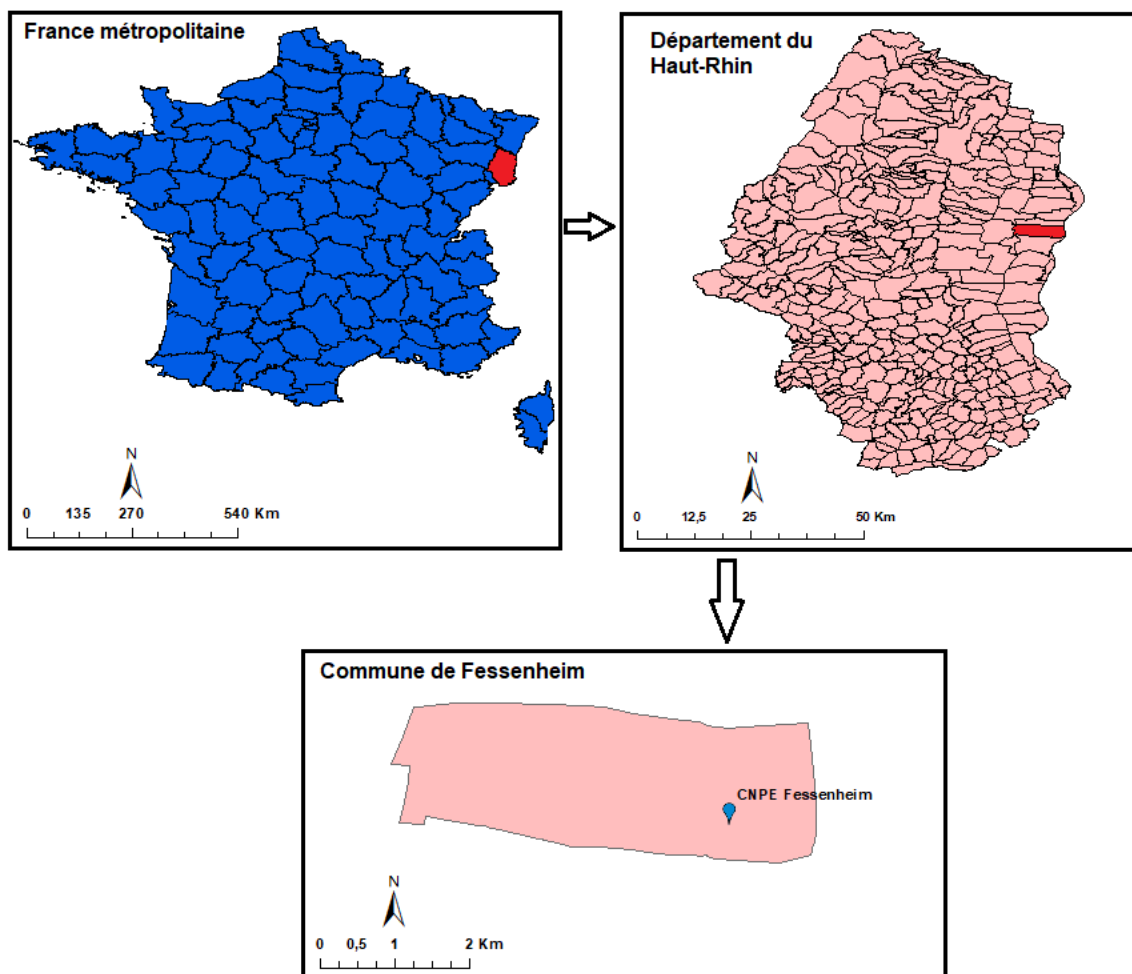 France métropolitaine
N
0 135 270 540 Km
Département du
Haut-Rhin
N
0 12,5 25 50 Km
Commune de Fessenheim
CNPE Fessenheim
N
0 0,5 1 2 Km